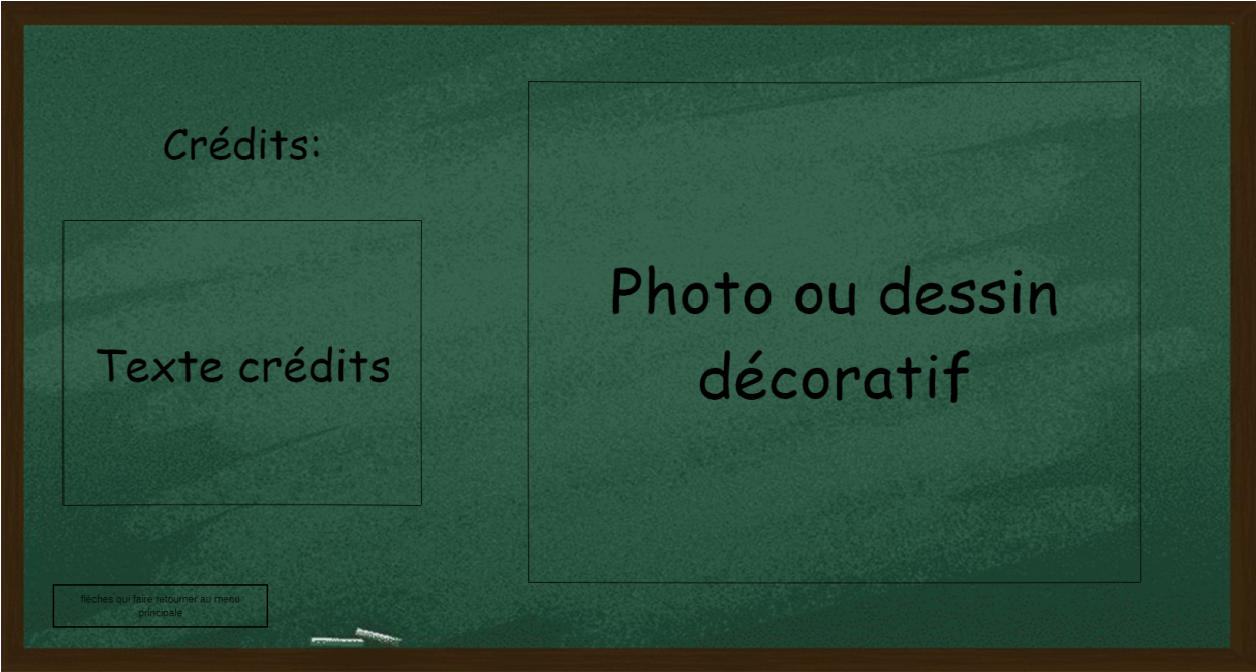 Crédits:
Texte crédits
Photo ou dessin
décoratif
flèches qui faire retourner au menu
principale